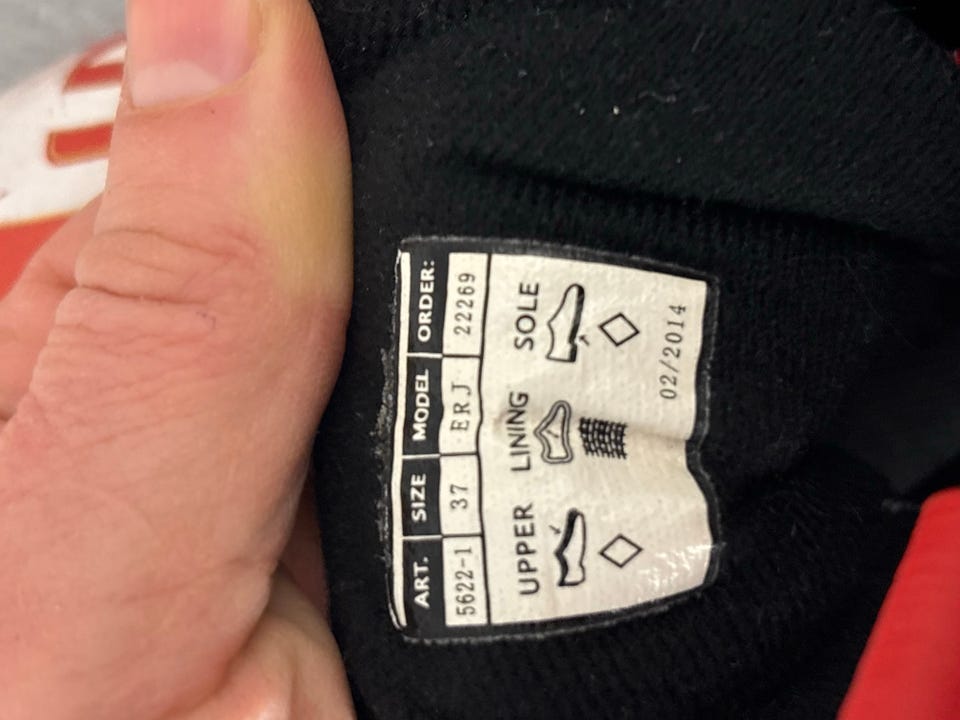 ART. SIZE MODEL ORDER:
5622-1 37 ERJ 22269
UPPER LINING SOLE
02/2014